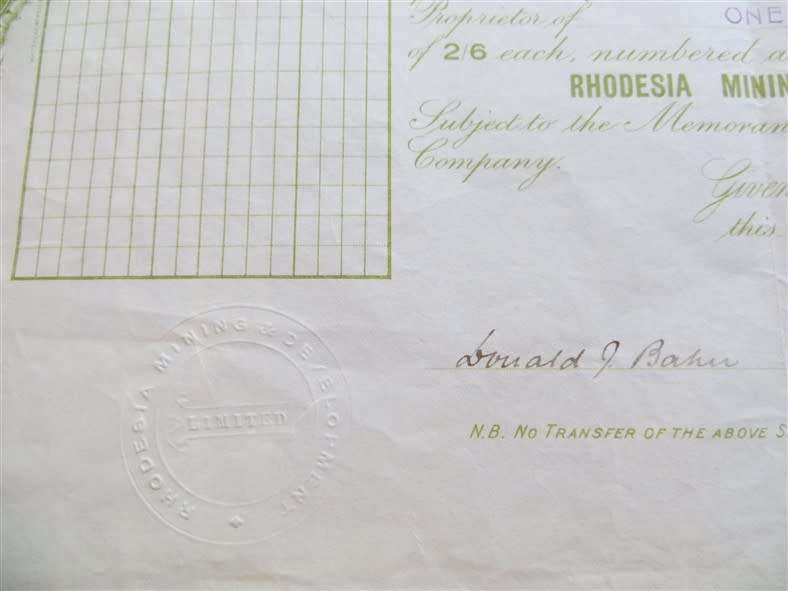 Proprietor of ONE
of 2/6 each, numbered a
RHODESIA MININ
Subject to the Memoran
Company.
Given
this
Donald J. Baker
N.B. NO TRANSFER OF THE ABOVE S
RHODESIA MINING & DEVELOPMENT
LIMITED